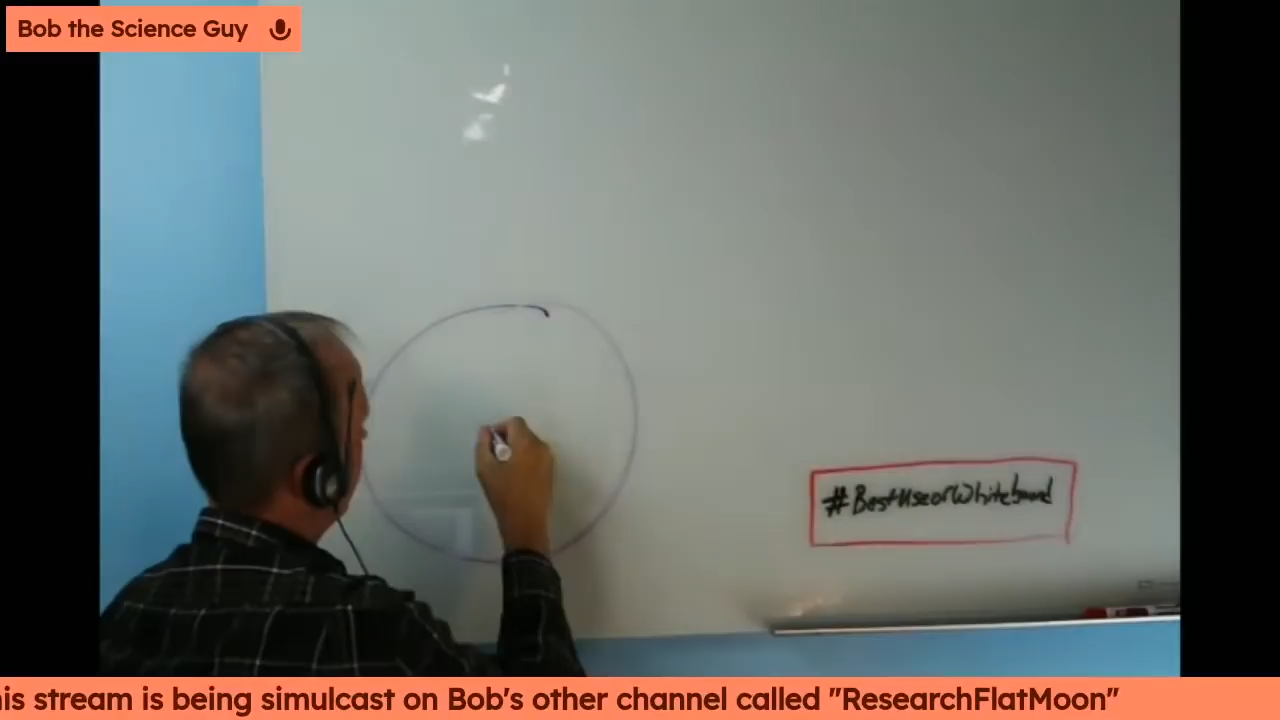 Bob the Science Guy
#BestUseofWhiteboard
his stream is being simulcast on Bob's other channel called "ResearchFlatMoon"